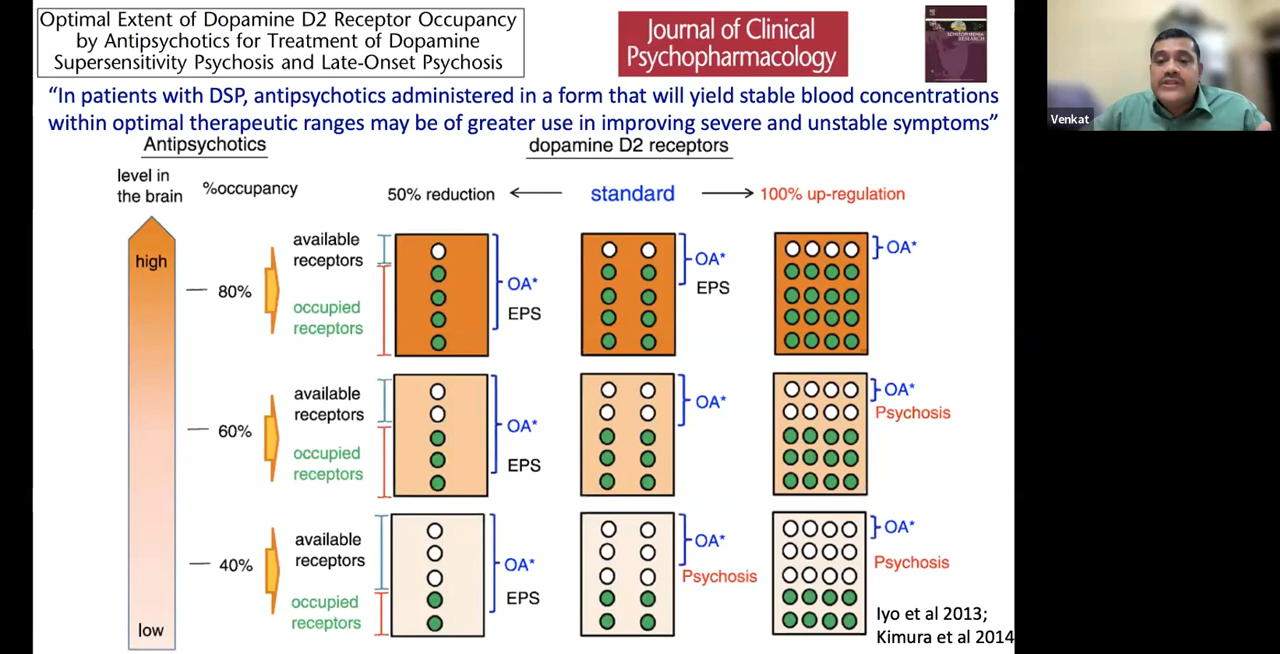 Optimal Extent of Dopamine D2 Receptor Occupancy
by Antipsychotics for Treatment of Dopamine
Supersensitivity Psychosis and Late-Onset Psychosis
Journal of Clinical
Psychopharmacology
SCHIZOPHRENIA
RESEARCH
Venkat
“In patients with DSP, antipsychotics administered in a form that will yield stable blood concentrations
within optimal therapeutic ranges may be of greater use in improving severe and unstable symptoms”
Antipsychotics
dopamine D2 receptors
level in
the brain
%occupancy
50% reduction
standard
100% up-regulation
high
80%
available
receptors
occupied
receptors
OA*
EPS
OA*
EPS
OA*
60%
available
receptors
occupied
receptors
OA*
EPS
OA*
OA*
Psychosis
40%
available
receptors
occupied
receptors
OA*
EPS
OA*
Psychosis
OA*
Psychosis
low
Iyo et al 2013;
Kimura et al 2014